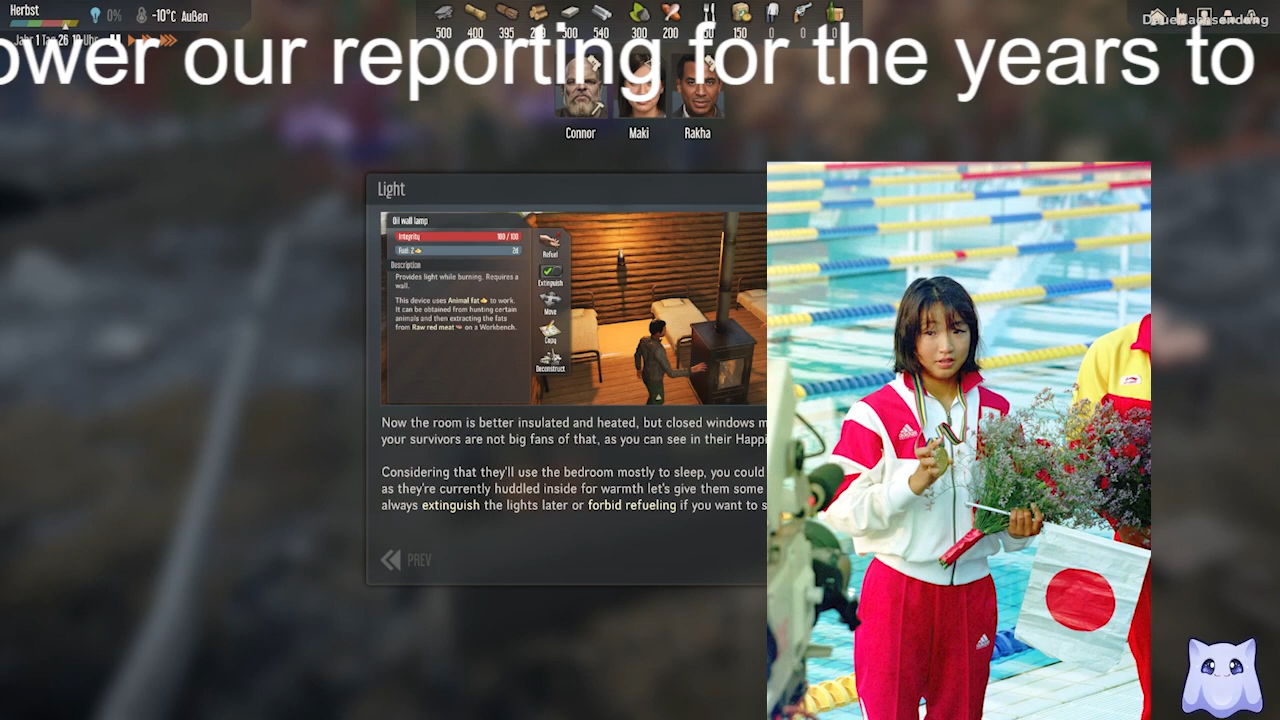 Herbst
0%
-10°C Außen
500 400 395 500 540 300 200 150 0 0
ower our reporting for the years to
Connor Maki Rakha
Light
Oil wall lamp
Integrity 100 / 100
Fuel: 2
Description
Provides light while burning. Requires a
wall.
This device uses Animal fat to work.
It can be obtained from hunting certain
animals and then extracting the fats
from Raw red meat on a Workbench.
Refuel
Extinguish
Move
Copy
Deconstruct
Now the room is better insulated and heated, but closed windows m
your survivors are not big fans of that, as you can see in their Happi
Considering that they'll use the bedroom mostly to sleep, you could
as they're currently huddled inside for warmth let's give them some
always extinguish the lights later or forbid refueling if you want to s
PREV